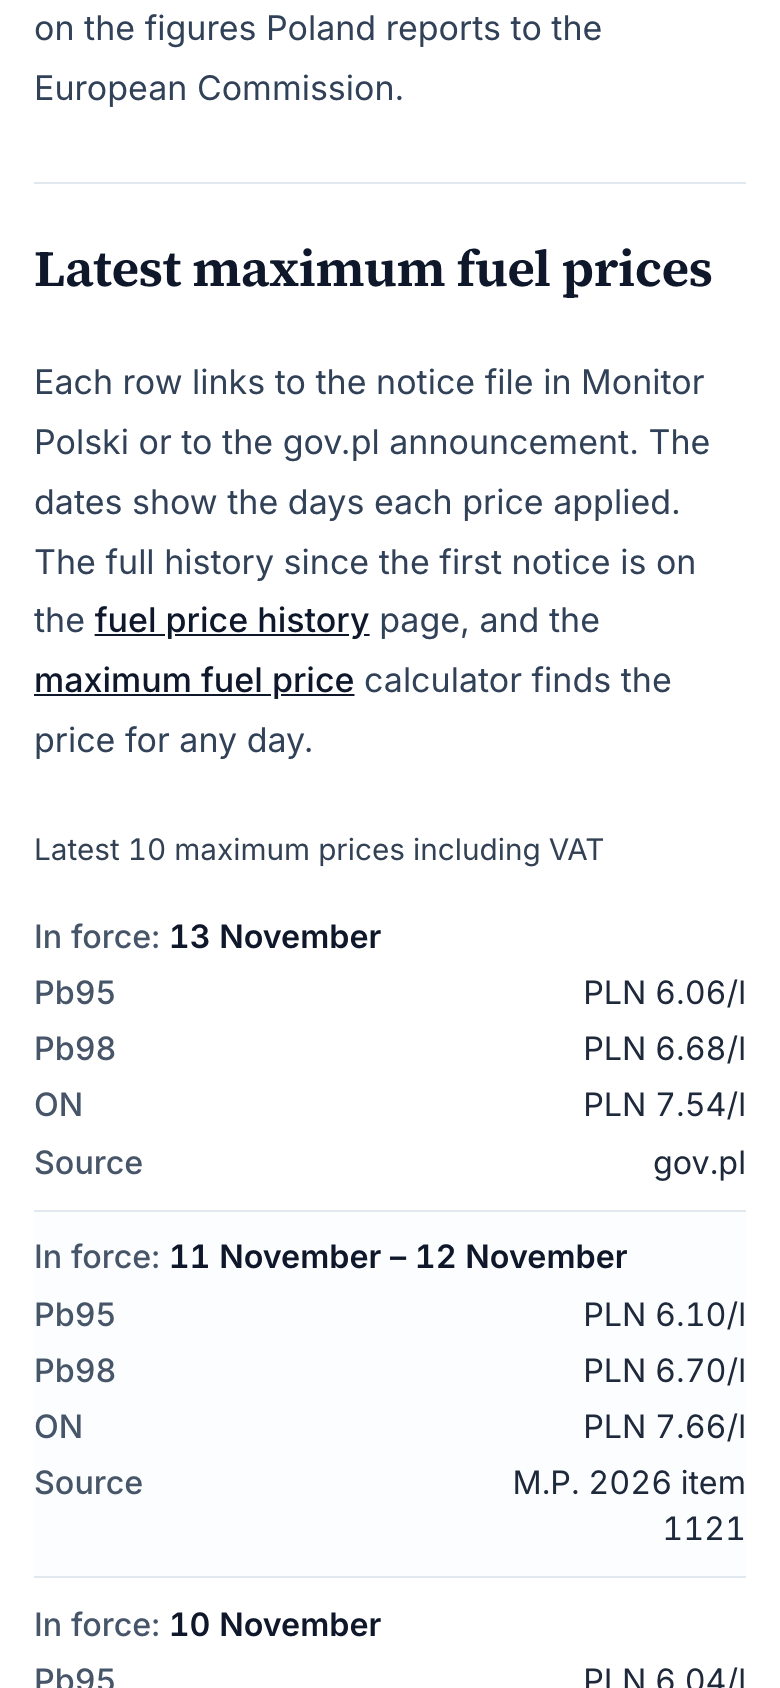 on the figures Poland reports to the
European Commission.
Latest maximum fuel prices
Each row links to the notice file in Monitor
Polski or to the gov.pl announcement. The
dates show the days each price applied.
The full history since the first notice is on
the fuel price history page, and the
maximum fuel price calculator finds the
price for any day.
Latest 10 maximum prices including VAT
In force: 13 November
Pb95 PLN 6.06/l
Pb98 PLN 6.68/l
ON PLN 7.54/l
Source gov.pl
In force: 11 November – 12 November
Pb95 PLN 6.10/l
Pb98 PLN 6.70/l
ON PLN 7.66/l
Source M.P. 2026 item
1121
In force: 10 November
Pb95 PLN 6.04/l